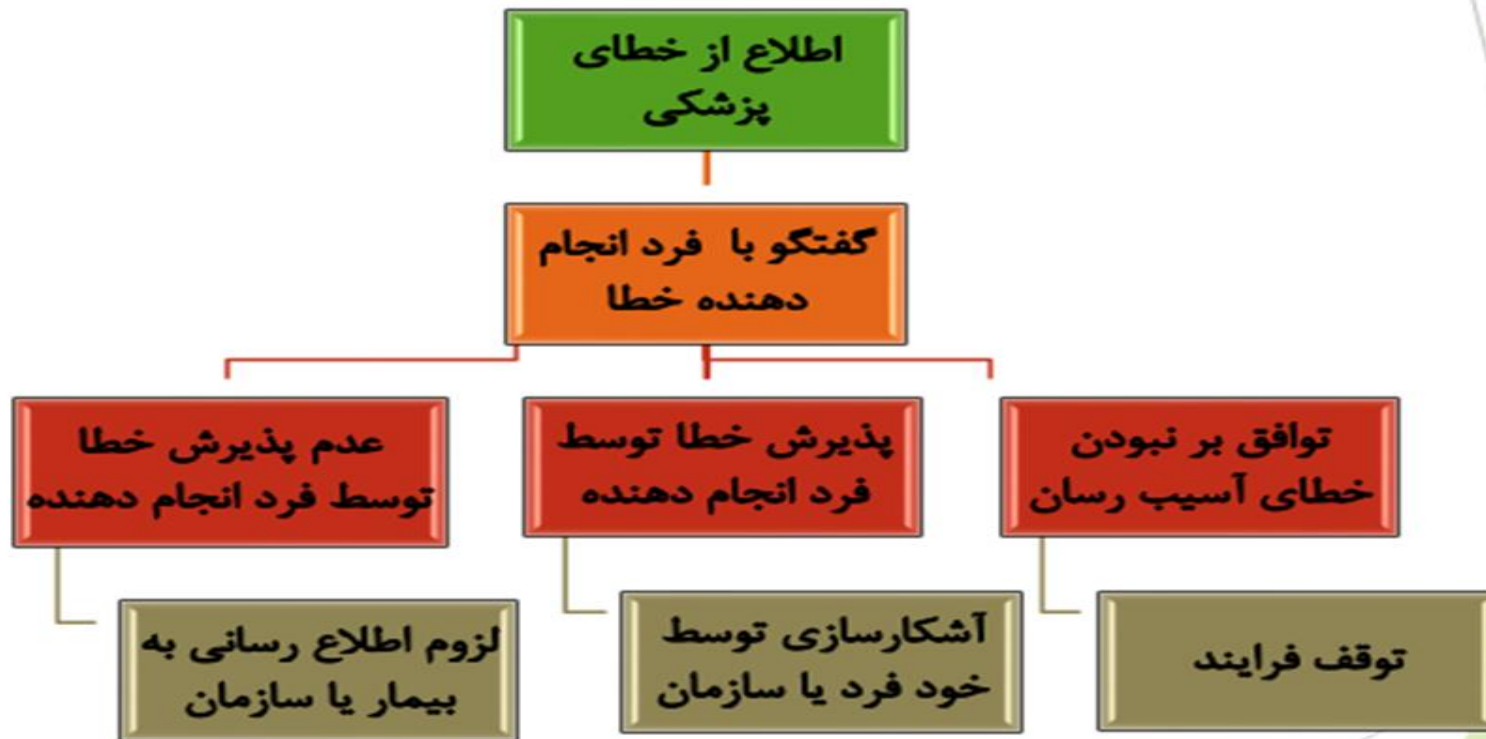 اطلاع از خطای
پزشکی
گفتگو با فرد انجام
دهنده خطا
توافق بر نبودن
خطای آسیب رسان
پذیرش خطا توسط
فرد انجام دهنده
عدم پذیرش خطا
توسط فرد انجام دهنده
توقف فرایند
آشکارسازی توسط
خود فرد یا سازمان
لزوم اطلاع رسانی به
بیمار یا سازمان